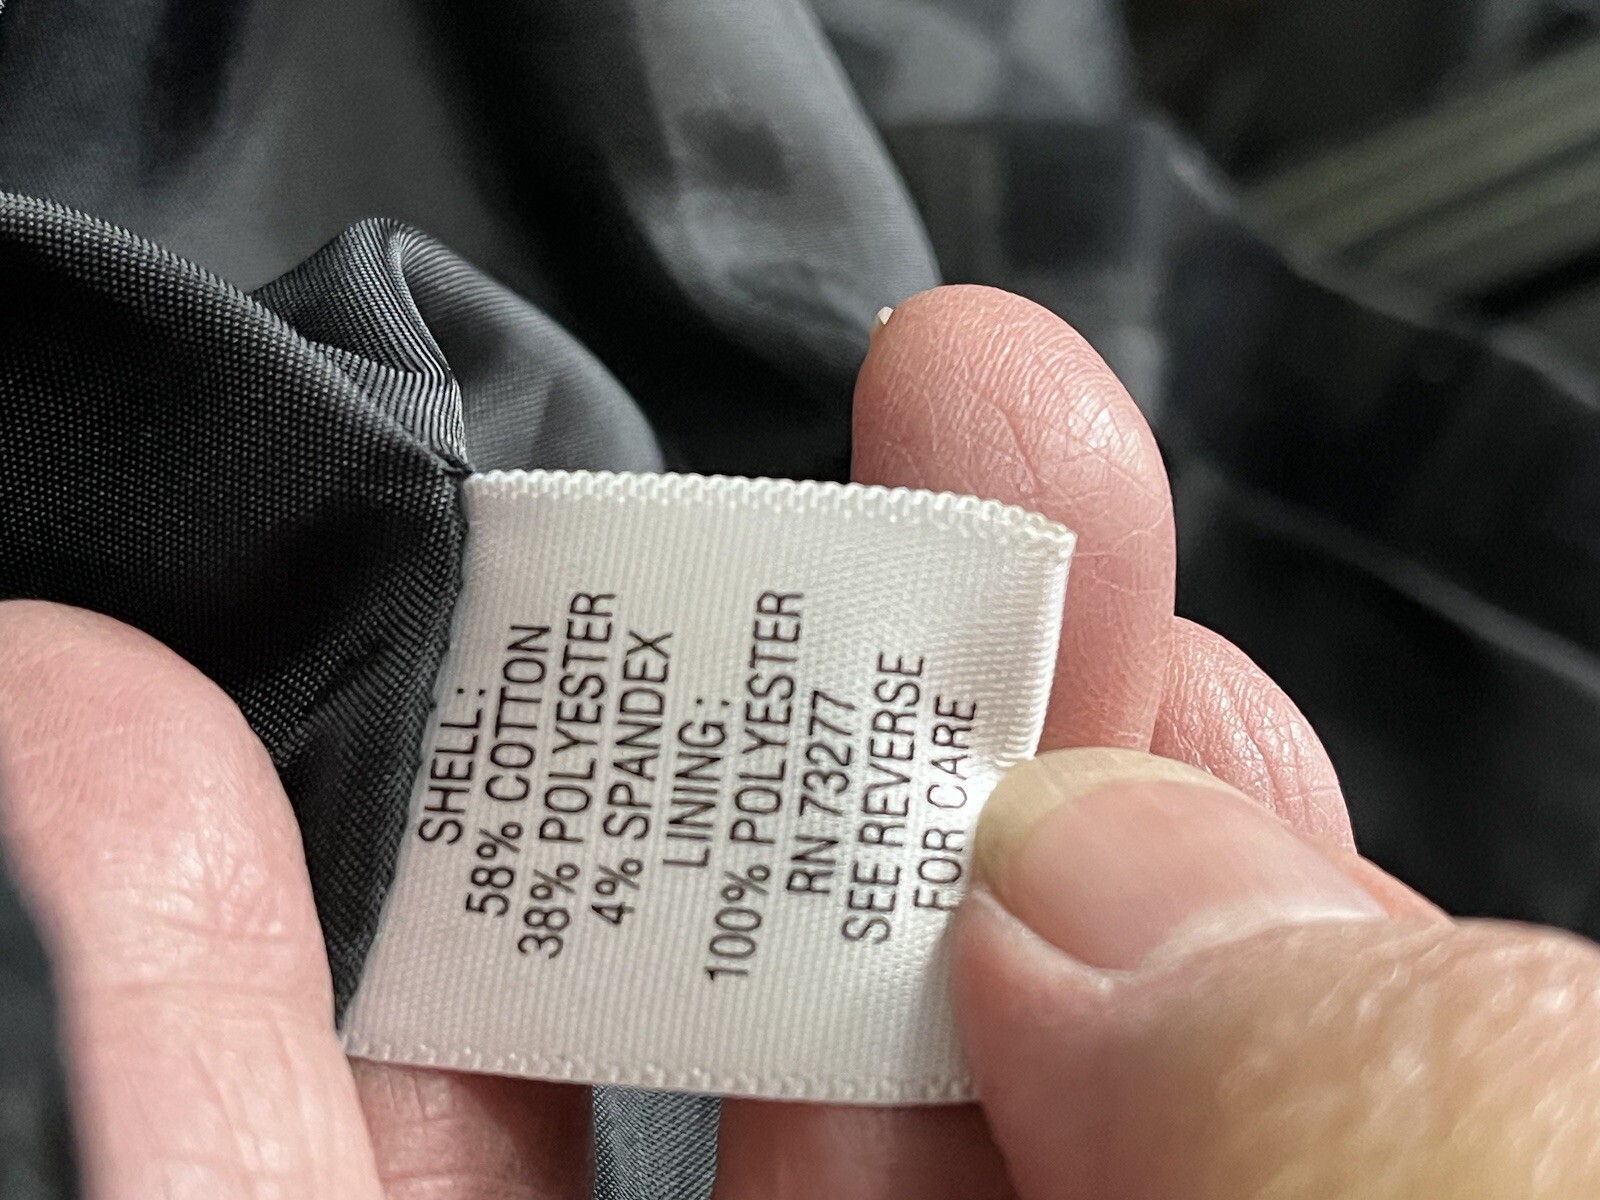 SHELL:
58% COTTON
38% POLYESTER
4% SPANDEX
LINING:
100% POLYESTER
RN 73277
SEE REVERSE
FOR CARE